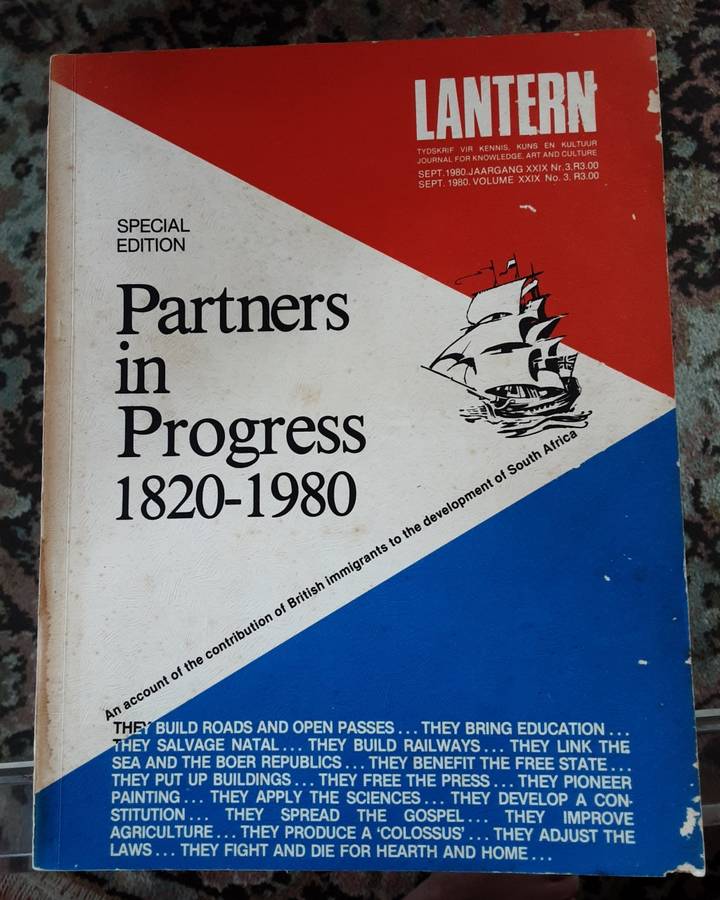 LANTERN
TYDSKRIF VIR KENNIS, KUNS EN KULTUUR
JOURNAL FOR KNOWLEDGE, ART AND CULTURE
SEPT. 1980. JAARGANG XXIX Nr. 3. R3.00
SEPT. 1980. VOLUME XXIX No. 3. R3.00
SPECIAL
EDITION
Partners
in
Progress
1820-1980
An account of the contribution of British immigrants to the development of South Africa
THEY BUILD ROADS AND OPEN PASSES ... THEY BRING EDUCATION ...
THEY SALVAGE NATAL ... THEY BUILD RAILWAYS ... THEY LINK THE
SEA AND THE BOER REPUBLICS ... THEY BENEFIT THE FREE STATE ...
THEY PUT UP BUILDINGS ... THEY FREE THE PRESS ... THEY PIONEER
PAINTING ... THEY APPLY THE SCIENCES ... THEY DEVELOP A CON-
STITUTION ... THEY SPREAD THE GOSPEL ... THEY IMPROVE
AGRICULTURE ... THEY PRODUCE A 'COLOSSUS' ... THEY ADJUST THE
LAWS ... THEY FIGHT AND DIE FOR HEARTH AND HOME ...